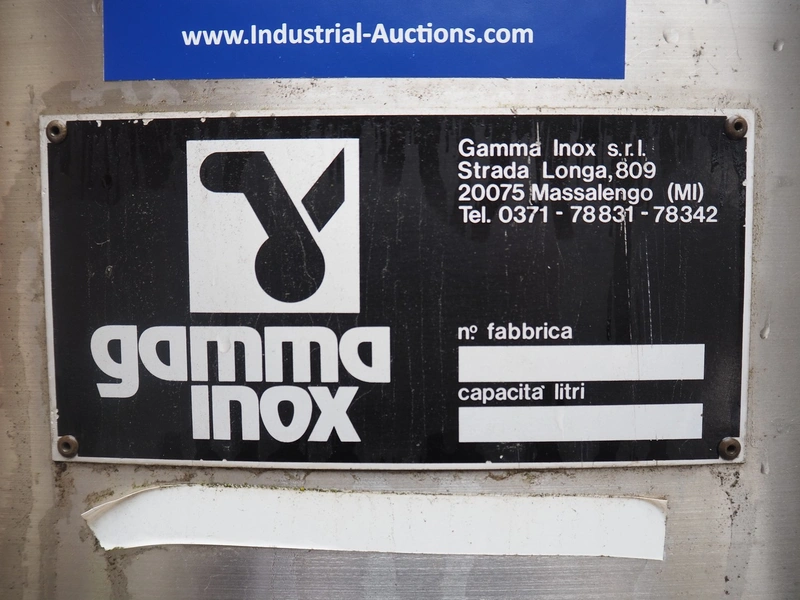 www.Industrial-Auctions.com
Gamma Inox s.r.l.
Strada Longa,809
20075 Massalengo (MI)
Tel. 0371 - 78831 - 78342
gamma
inox
nº fabbrica
capacità litri